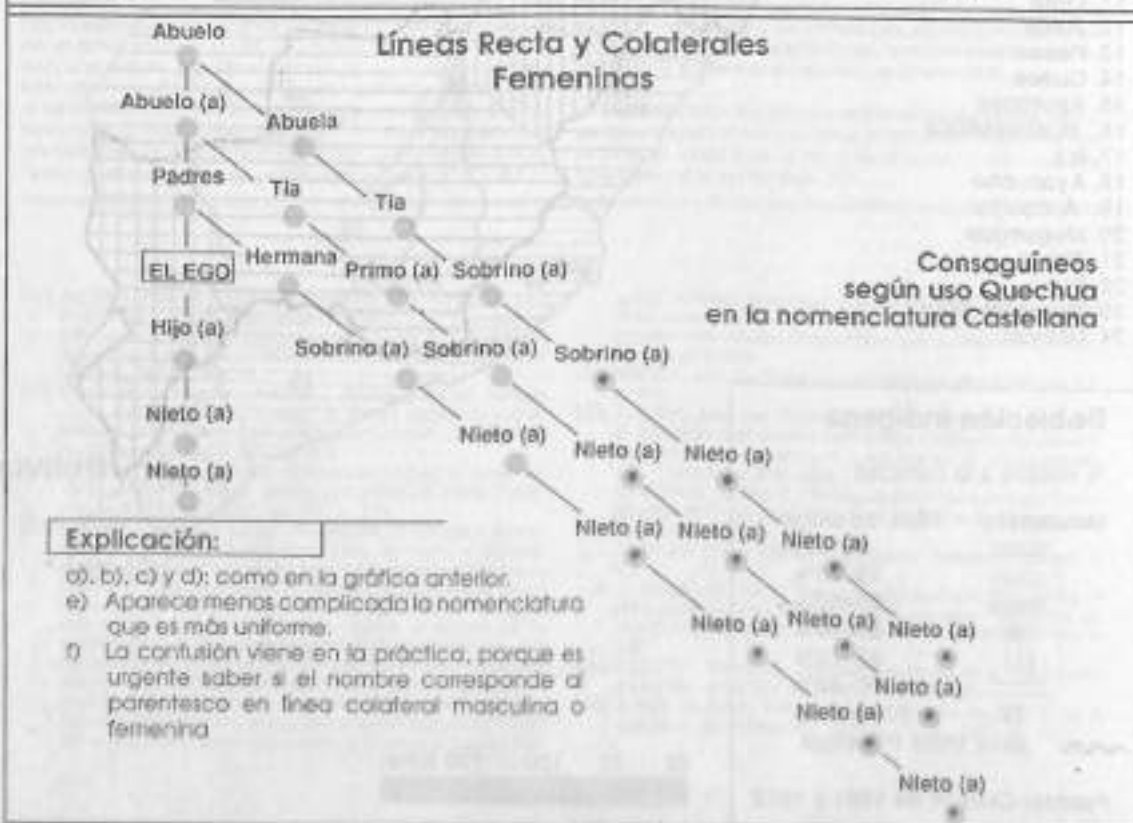 Líneas Recta y Colaterales
Femeninas
Abuelo
Abuelo (a)
Abuela
Padres
Tía
Tía
EL EGO
Hermana
Primo (a)
Sobrino (a)
Consaguíneos
según uso Quechua
en la nomenclatura Castellana
Hijo (a)
Sobrino (a)
Sobrino (a)
Sobrino (a)
Nieto (a)
Nieto (a)
Nieto (a)
Nieto (a)
Nieto (a)
Nieto (a)
Nieto (a)
Nieto (a)
Nieto (a)
Nieto (a)
Nieto (a)
Nieto (a)
Nieto (a)
Nieto (a)
Explicación:
a), b), c) y d): como en la gráfica anterior.
e) Aparece menos complicada la nomenclatura
que es más uniforme.
f) La confusión viene en la práctica, porque es
urgente saber si el nombre corresponde al
parentesco en línea colateral masculina o
femenina